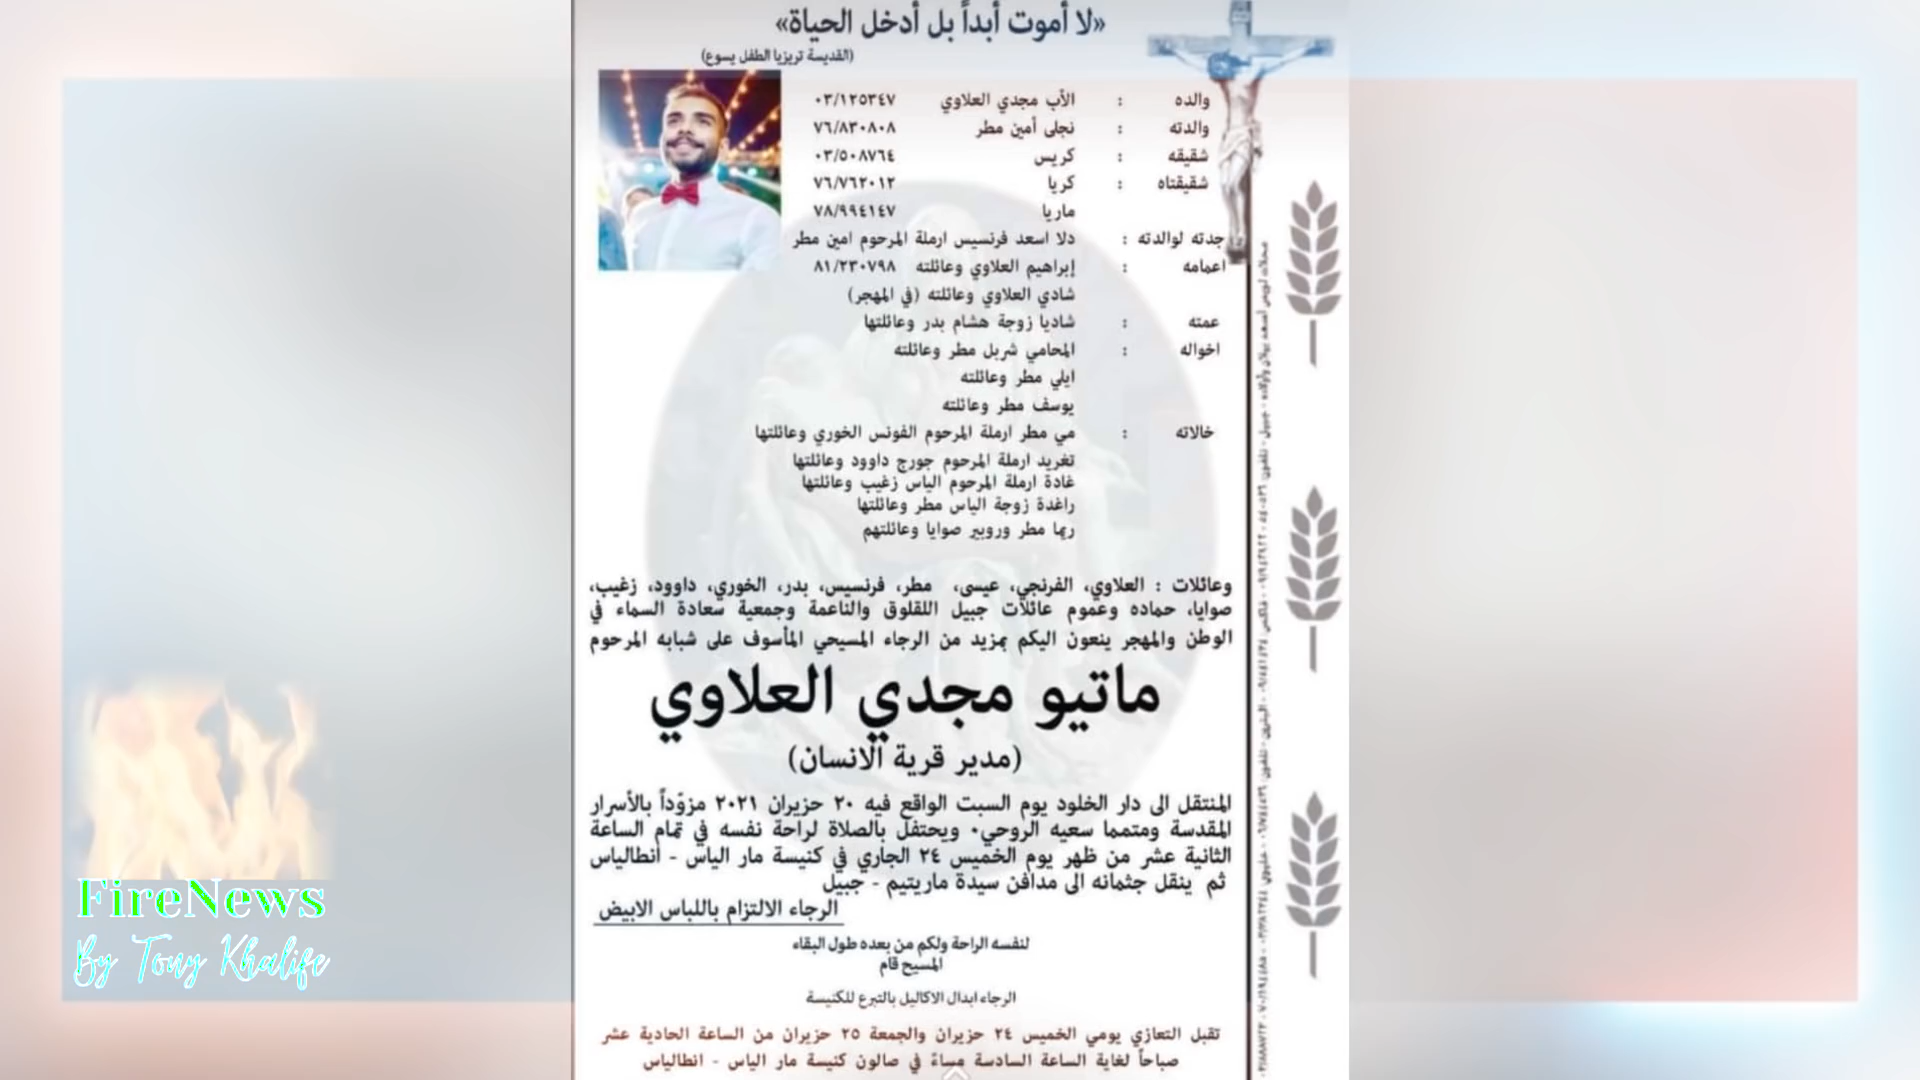 «لا أموت أبداً بل أدخل الحياة»
(القديسة تريزيا الطفل يسوع)
والده : الأب مجدي العلاوي ٠٣/١٢٥٣٤٧
والدته : نجلى أمين مطر ٧٦/٨٣٠٨٠٨
شقيقه : كريس ٠٣/٥٠٨٧٦٤
شقيقتاه : كريا ٧٦/٧٦٢٠١٢
ماريا ٧٨/٩٩٤١٤٧
جدته لوالدته : دلا اسعد فرنسيس ارملة المرحوم امين مطر
اعمامه : إبراهيم العلاوي وعائلته ٨١/٢٣٠٧٩٨
شادي العلاوي وعائلته (في المهجر)
عمته : شاديا زوجة هشام بدر وعائلتها
اخواله : المحامي شربل مطر وعائلته
ايلي مطر وعائلته
يوسف مطر وعائلته
خالاته : مي مطر ارملة المرحوم الفونس الخوري وعائلتها
تغريد ارملة المرحوم جورج داوود وعائلتها
غادة ارملة المرحوم الياس زغيب وعائلتها
راغدة زوجة الياس مطر وعائلتها
ريما مطر وروبير صوايا وعائلتهم
وعائلات : العلاوي، الفرنجي، عيسى، مطر، فرنسيس، بدر، الخوري، داوود، زغيب،
صوايا، حماده وعموم عائلات جبيل اللقلوق والناعمة وجمعية سعادة السماء في
الوطن والمهجر ينعون اليكم بمزيد من الرجاء المسيحي المأسوف على شبابه المرحوم
ماتيو مجدي العلاوي
(مدير قرية الانسان)
المنتقل الى دار الخلود يوم السبت الواقع فيه ٢٠ حزيران ٢٠٢١ مزوّداً بالأسرار
المقدسة ومتمما سعيه الروحي٠ ويحتفل بالصلاة لراحة نفسه في تمام الساعة
الثانية عشر من ظهر يوم الخميس ٢٤ الجاري في كنيسة مار الياس - انطالياس
ثم ينقل جثمانه الى مدافن سيدة ماريتيم - جبيل
الرجاء الالتزام باللباس الابيض
لنفسه الراحة ولكم من بعده طول البقاء
المسيح قام
الرجاء ابدال الاكاليل بالتبرع للكنيسة
تقبل التعازي يومي الخميس ٢٤ حزيران والجمعة ٢٥ حزيران من الساعة الحادية عشر
صباحاً لغاية الساعة السادسة مساءً في صالون كنيسة مار الياس - انطالياس
محلات لويس أسعد بهلان وأولاده - جبيل - تلفون:
FireNews
By Tony Khalife